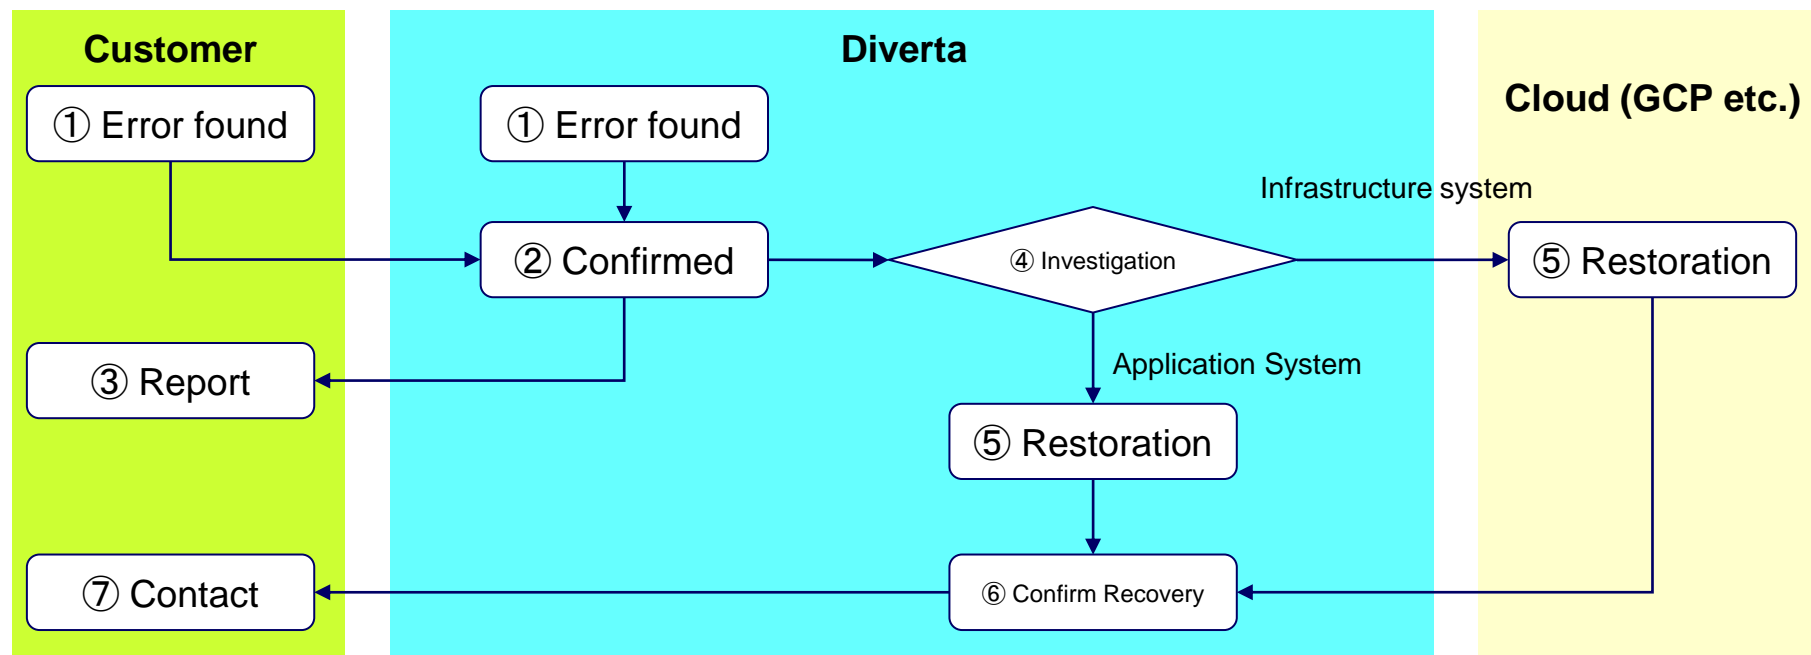 Customer
Diverta
Cloud (GCP etc.)
① Error found
① Error found
Infrastructure system
② Confirmed
④ Investigation
⑤ Restoration
③ Report
Application System
⑤ Restoration
⑦ Contact
⑥ Confirm Recovery